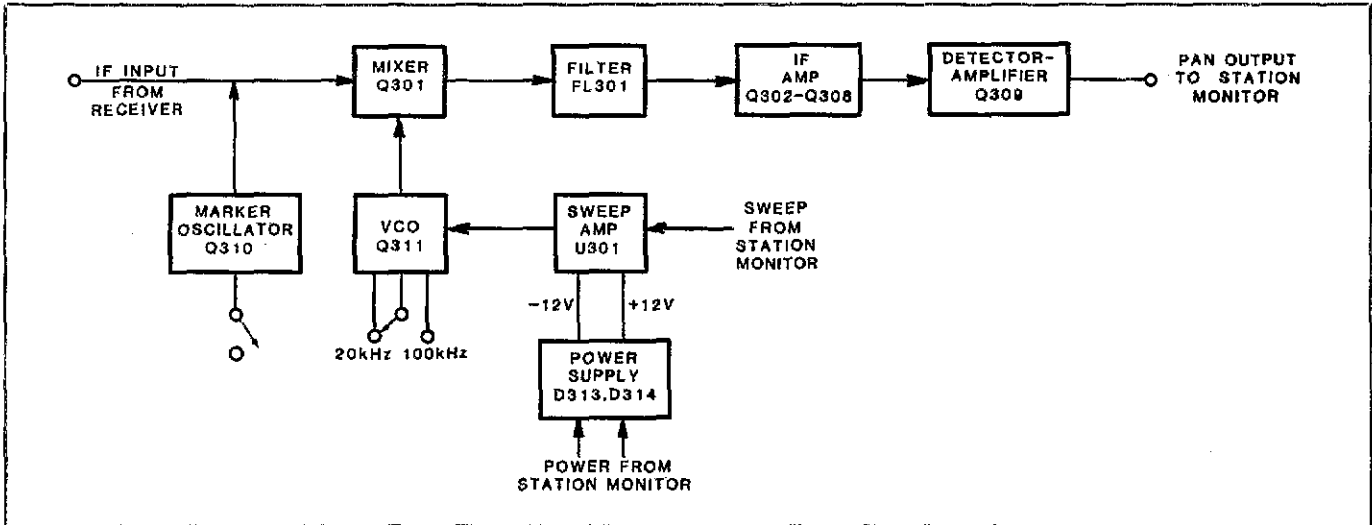 IF INPUT
FROM
RECEIVER
MIXER
Q301
FILTER
FL301
IF
AMP
Q302-Q308
DETECTOR-
AMPLIFIER
Q309
PAN OUTPUT
TO STATION
MONITOR
MARKER
OSCILLATOR
Q310
VCO
Q311
SWEEP
AMP
U301
SWEEP
FROM
STATION
MONITOR
-12V
+12V
20kHz 100kHz
POWER
SUPPLY
D313,D314
POWER FROM
STATION MONITOR